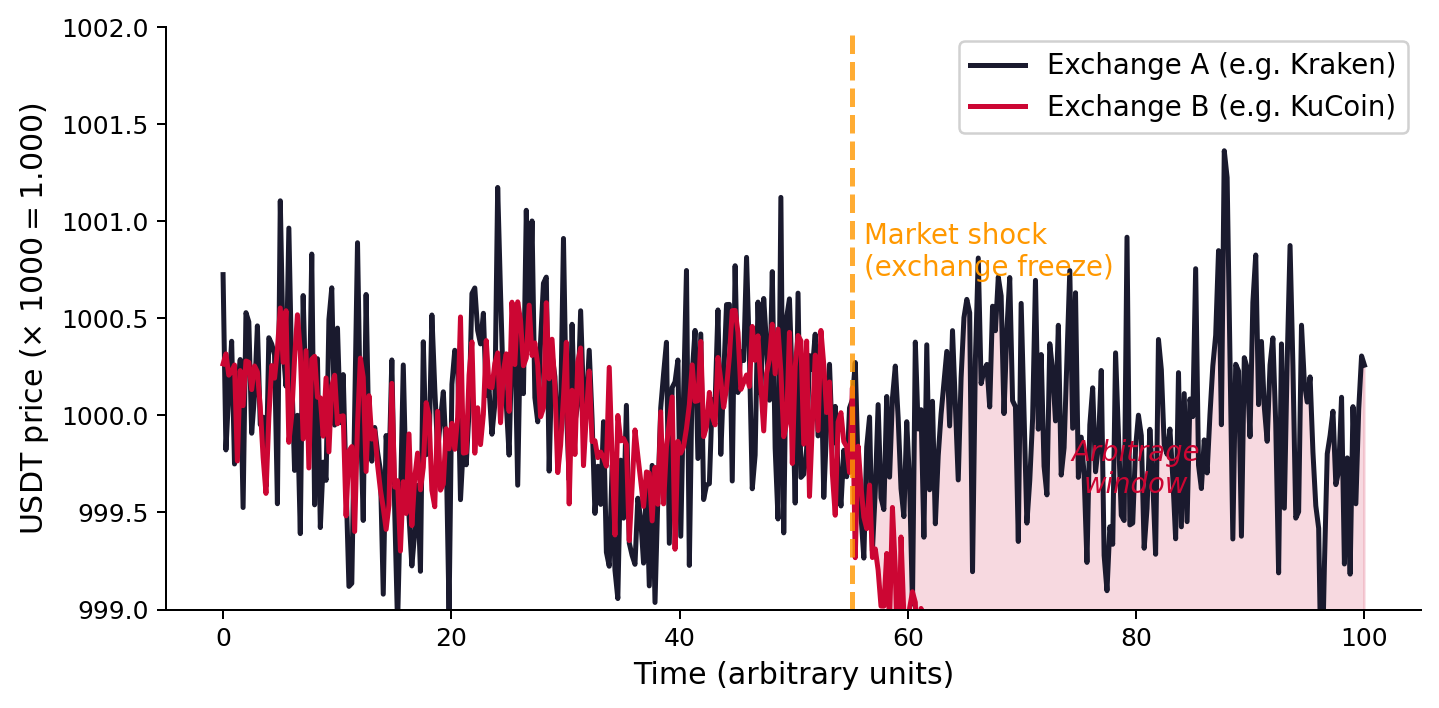 USDT price (× 1000 = 1.000)
1002.0
1001.5
1001.0
1000.5
1000.0
999.5
999.0
Exchange A (e.g. Kraken)
Exchange B (e.g. KuCoin)
Market shock
(exchange freeze)
Arbitrage
window
0 20 40 60 80 100
Time (arbitrary units)